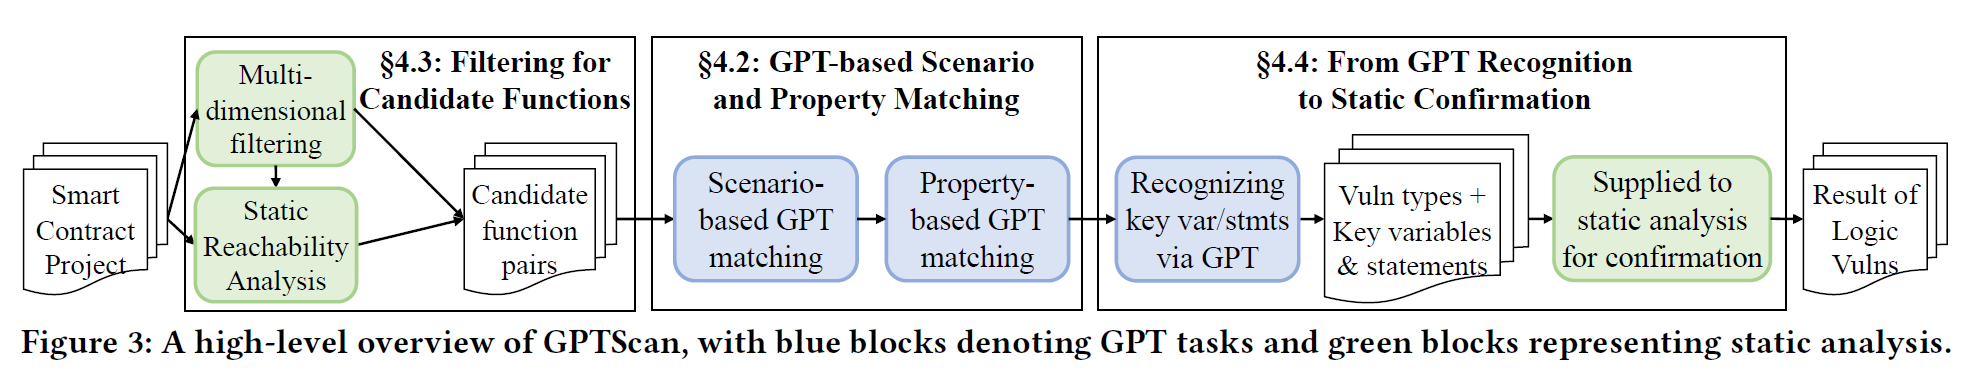 Smart
Contract
Project
§4.3: Filtering for
Candidate Functions
Multi-
dimensional
filtering
Static
Reachability
Analysis
Candidate
function
pairs
§4.2: GPT-based Scenario
and Property Matching
Scenario-
based GPT
matching
Property-
based GPT
matching
§4.4: From GPT Recognition
to Static Confirmation
Recognizing
key var/stmts
via GPT
Vuln types +
Key variables
& statements
Supplied to
static analysis
for confirmation
Result of
Logic
Vulns
Figure 3: A high-level overview of GPTScan, with blue blocks denoting GPT tasks and green blocks representing static analysis.